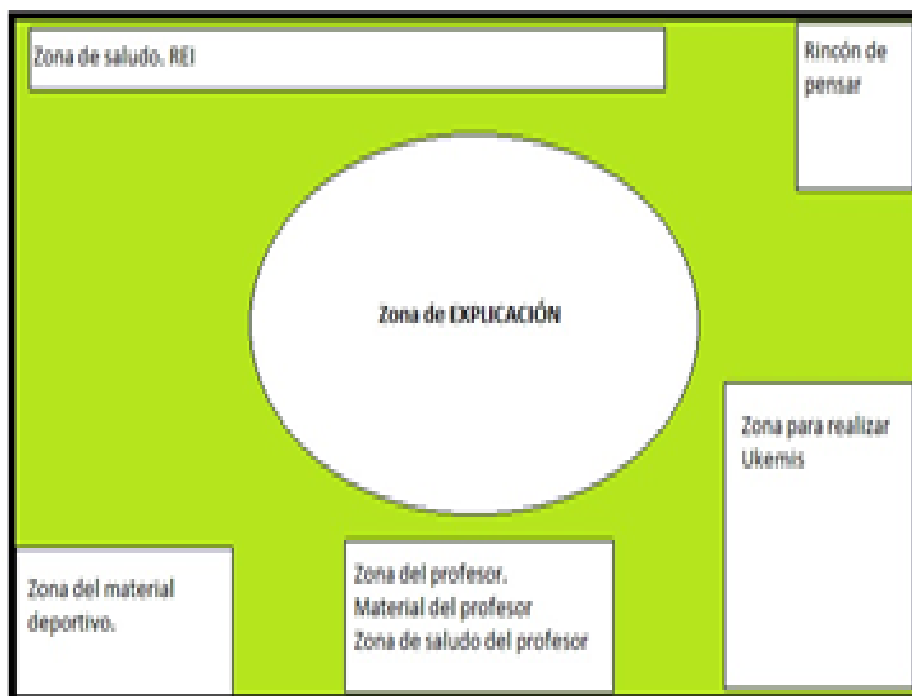 Zona de saludo. REI
Rincón de
pensar
Zona de EXPLICACIÓN
Zona para realizar
Ukemis
Zona del material
deportivo.
Zona del profesor.
Material del profesor
Zona de saludo del profesor